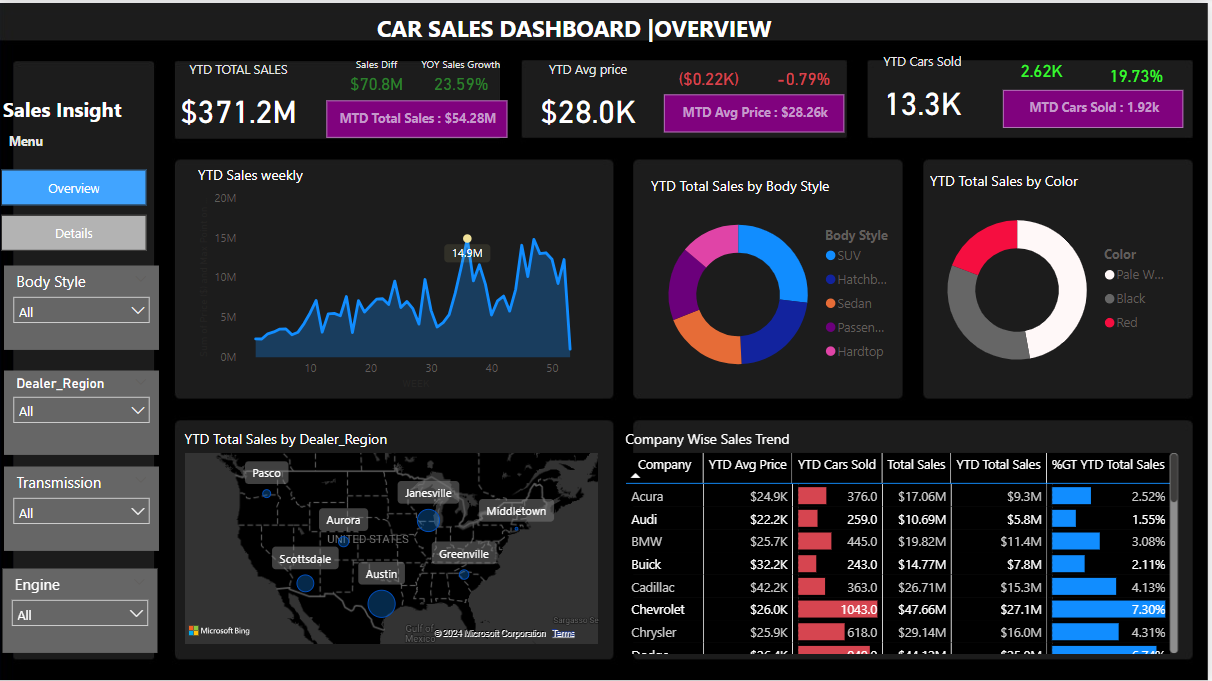 CAR SALES DASHBOARD |OVERVIEW
Sales Insight
Menu
Overview
Details
Body Style
All
Dealer_Region
All
Transmission
All
Engine
All
YTD TOTAL SALES
$371.2M
Sales Diff
$70.8M
YOY Sales Growth
23.59%
MTD Total Sales : $54.28M
YTD Avg price
$28.0K
($0.22K)
-0.79%
MTD Avg Price : $28.26k
YTD Cars Sold
13.3K
2.62K
19.73%
MTD Cars Sold : 1.92k
YTD Sales weekly
20M
15M
10M
5M
0M
14.9M
10 20 30 40 50
WEEK
YTD Total Sales by Body Style
Body Style
SUV
Hatchb...
Sedan
Passen...
Hardtop
YTD Total Sales by Color
Color
Pale W...
Black
Red
YTD Total Sales by Dealer_Region
Pasco
Janesville
Middletown
Aurora
UNITED STATES
Greenville
Scottsdale
Austin
Gulf of
Mexico
Sargasso Se
Microsoft Bing
© 2024 Microsoft Corporation Terms
Company Wise Sales Trend
Company YTD Avg Price YTD Cars Sold Total Sales YTD Total Sales %GT YTD Total Sales
Acura $24.9K 376.0 $17.06M $9.3M 2.52%
Audi $22.2K 259.0 $10.69M $5.8M 1.55%
BMW $25.7K 445.0 $19.82M $11.4M 3.08%
Buick $32.2K 243.0 $14.77M $7.8M 2.11%
Cadillac $42.2K 363.0 $26.71M $15.3M 4.13%
Chevrolet $26.0K 1043.0 $47.66M $27.1M 7.30%
Chrysler $25.9K 618.0 $29.14M $16.0M 4.31%
Dodge